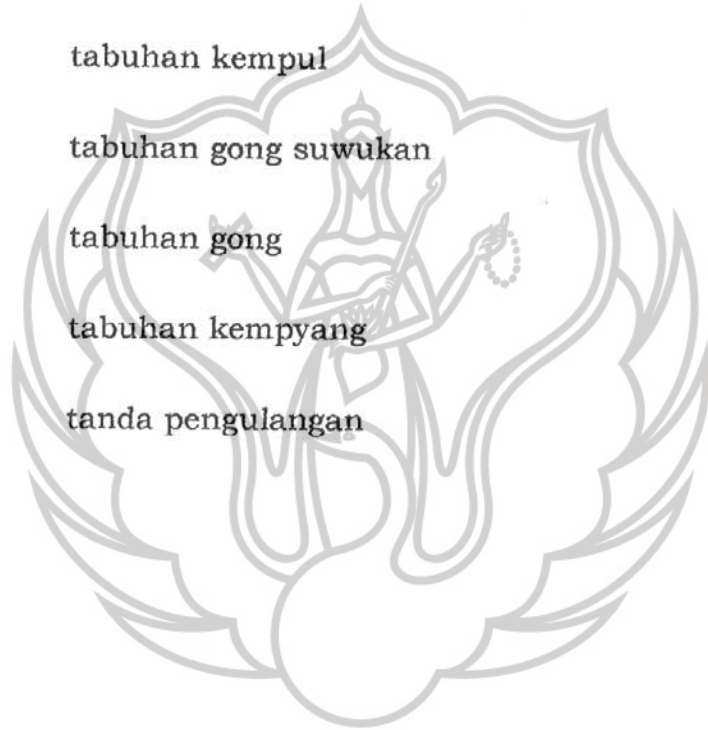 tabuhan kempul
tabuhan gong suwukan
tabuhan gong
tabuhan kempyang
tanda pengulangan